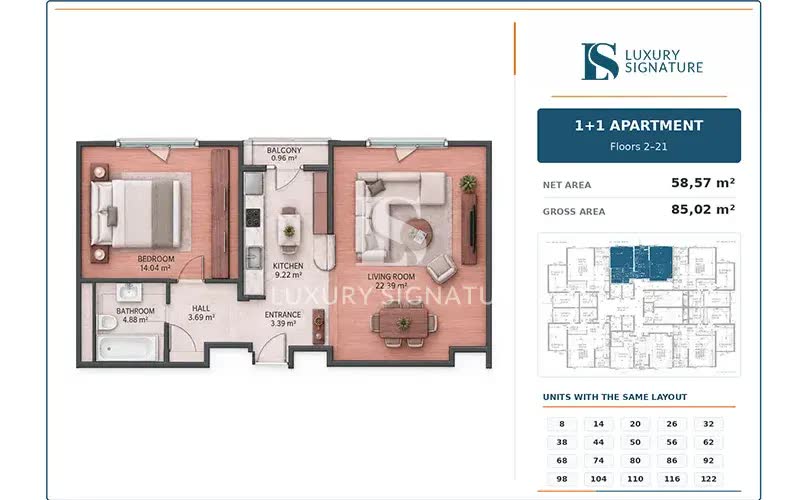 LUXURY
SIGNATURE
1+1 APARTMENT
Floors 2–21
NET AREA 58,57 m²
GROSS AREA 85,02 m²
UNITS WITH THE SAME LAYOUT
8 14 20 26 32
38 44 50 56 62
68 74 80 86 92
98 104 110 116 122
BALCONY
0.96 m²
BEDROOM
14.04 m²
KITCHEN
9.22 m²
LIVING ROOM
22.39 m²
BATHROOM
4.88 m²
HALL
3.69 m²
ENTRANCE
3.39 m²
LUXURY SIGNATU